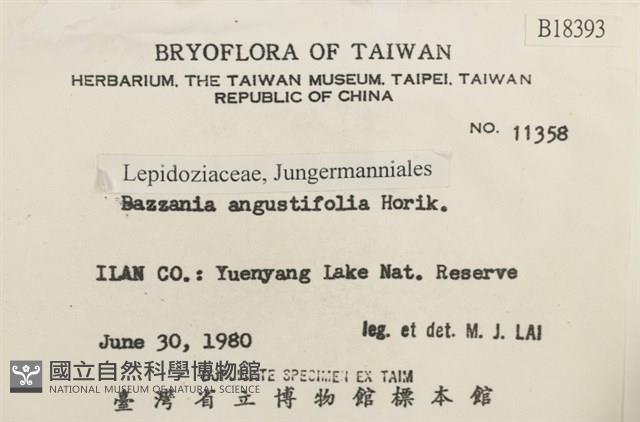 B18393
BRYOFLORA OF TAIWAN
HERBARIUM, THE TAIWAN MUSEUM, TAIPEI, TAIWAN
REPUBLIC OF CHINA
NO. 11358
Lepidoziaceae, Jungermanniales
Bazzania angustifolia Horik.
ILAN CO.: Yuenyang Lake Nat. Reserve
June 30, 1980
leg. et det. M. J. LAI
國立自然科學博物館
NATIONAL MUSEUM OF NATURAL SCIENCE
SPECIMEN EX TAIM
臺灣省立博物館標本館